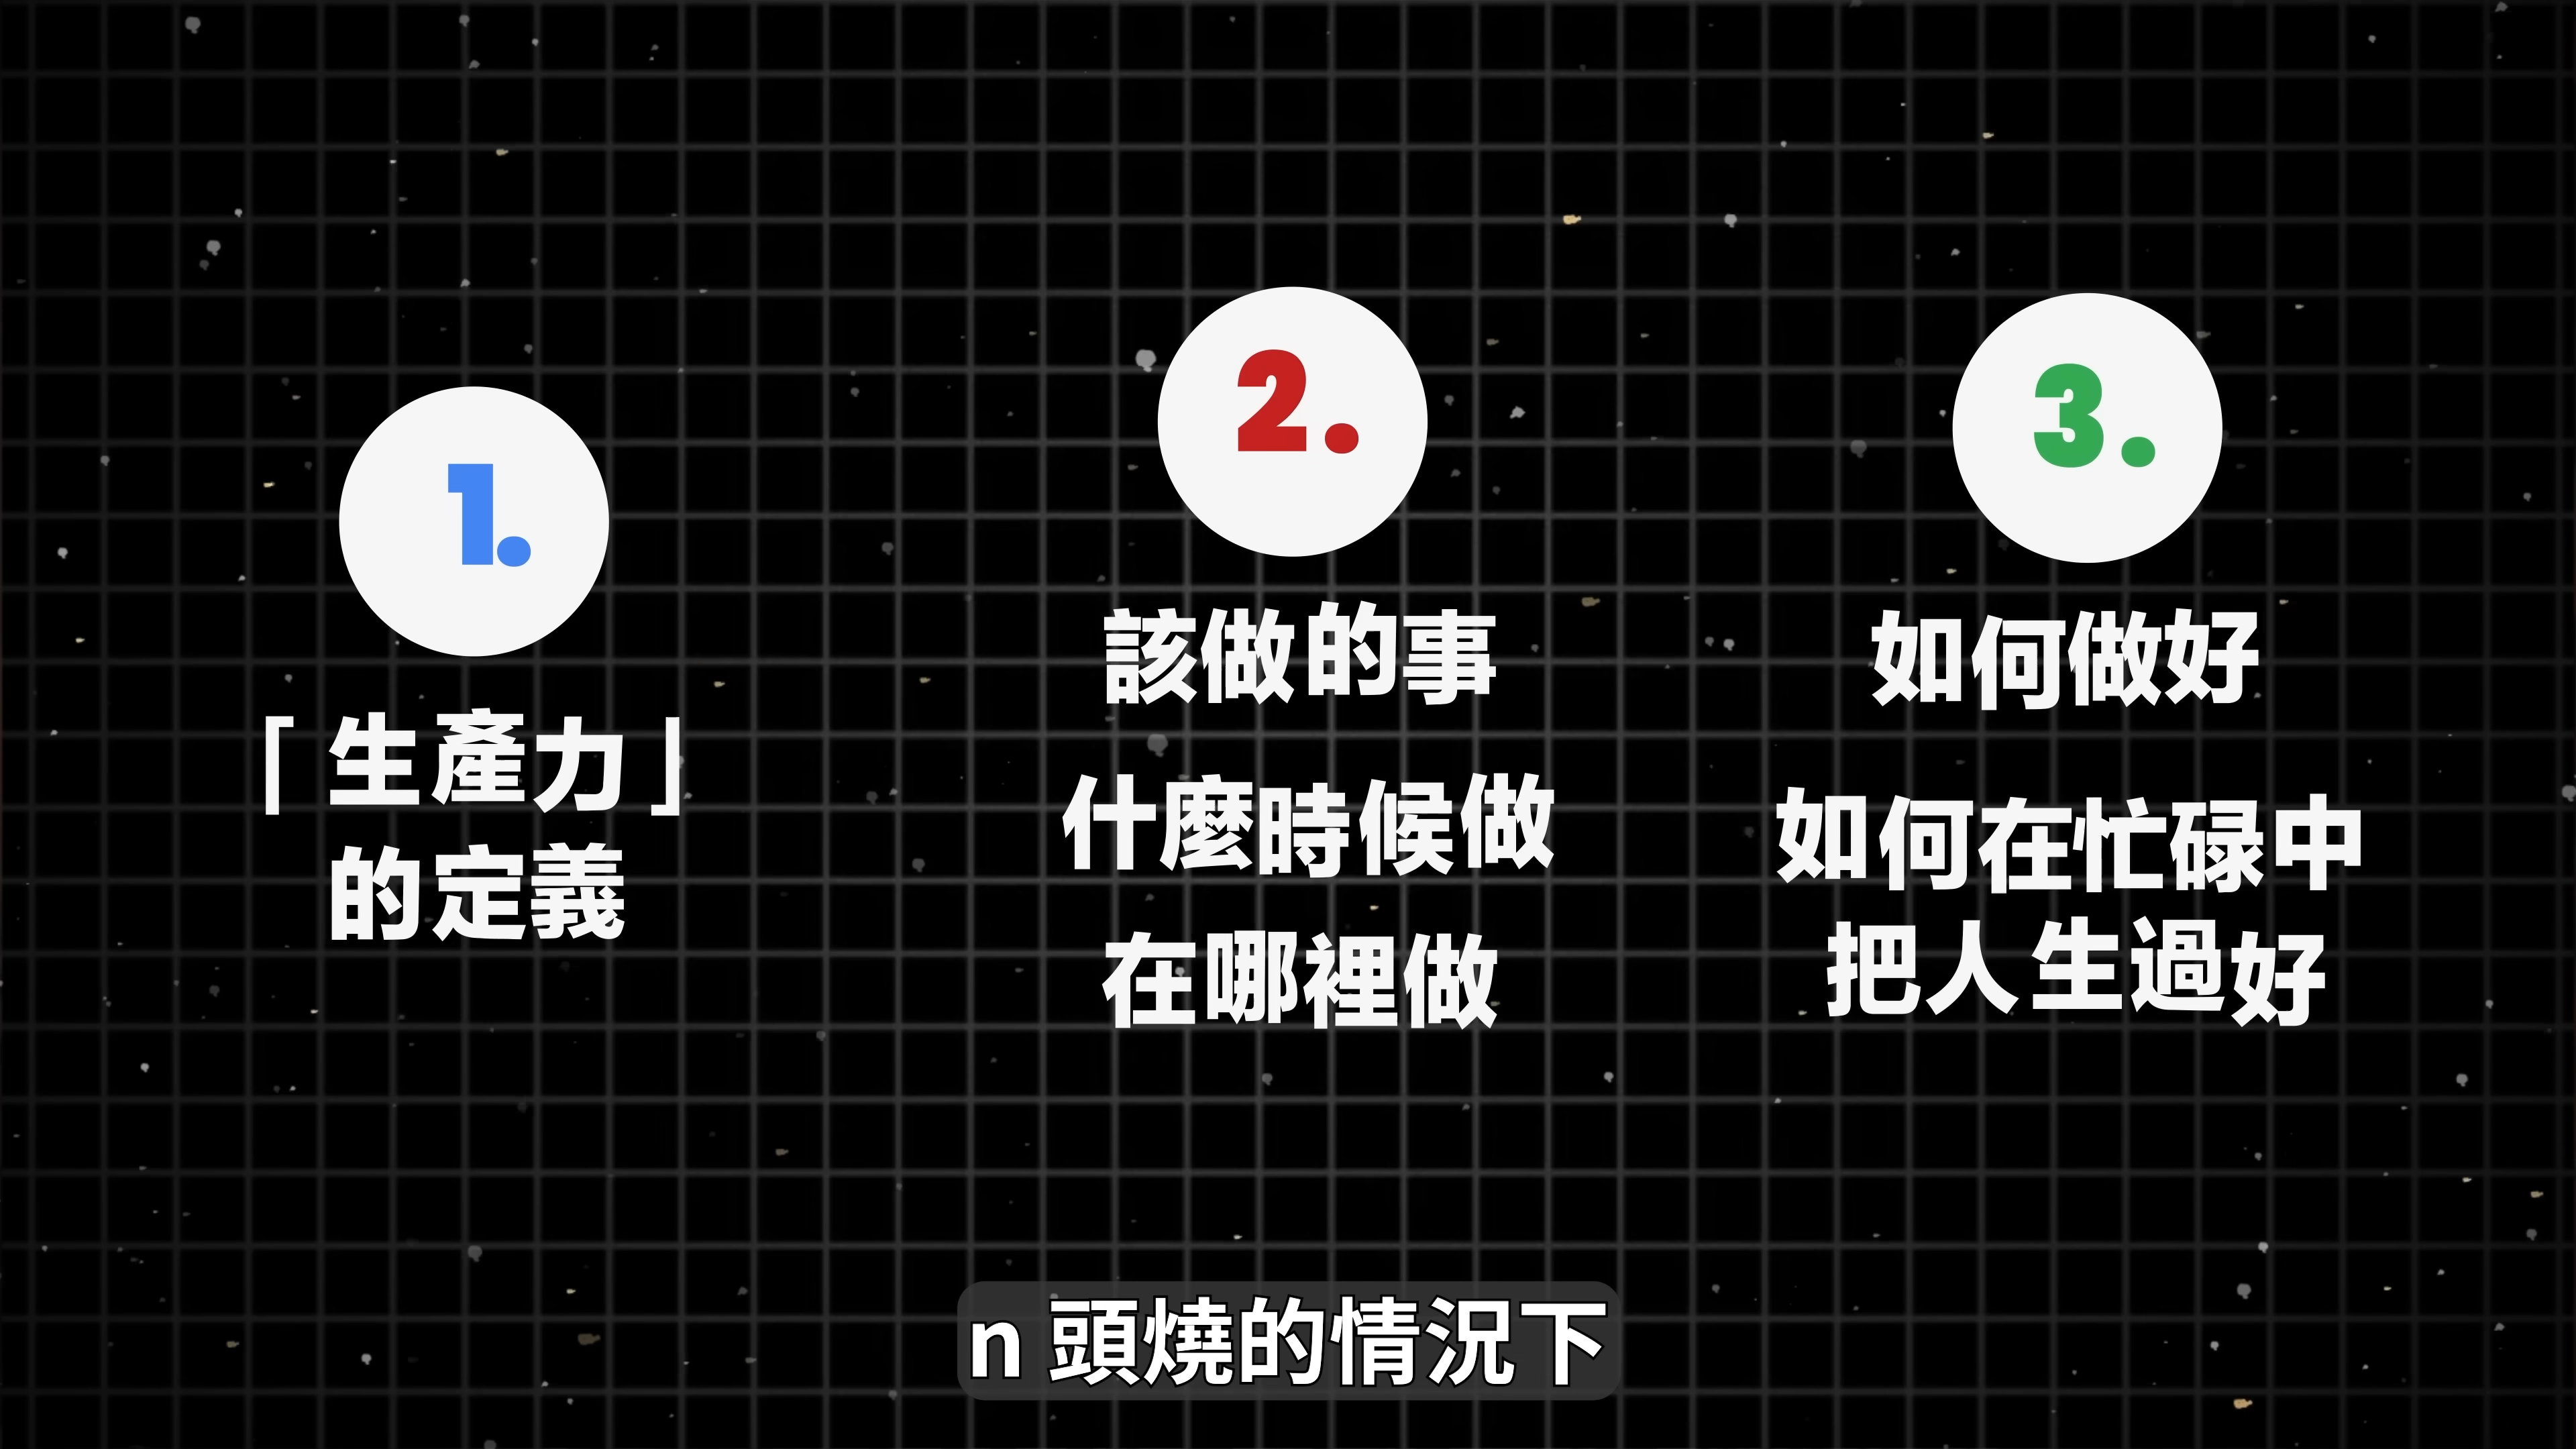 1.
「生產力」
的定義
2.
該做的事
什麼時候做
在哪裡做
3.
如何做好
如何在忙碌中
把人生過好
n 頭燒的情況下